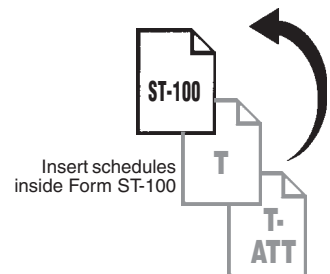 ST-100
T
Insert schedules
inside Form ST-100
T-
ATT